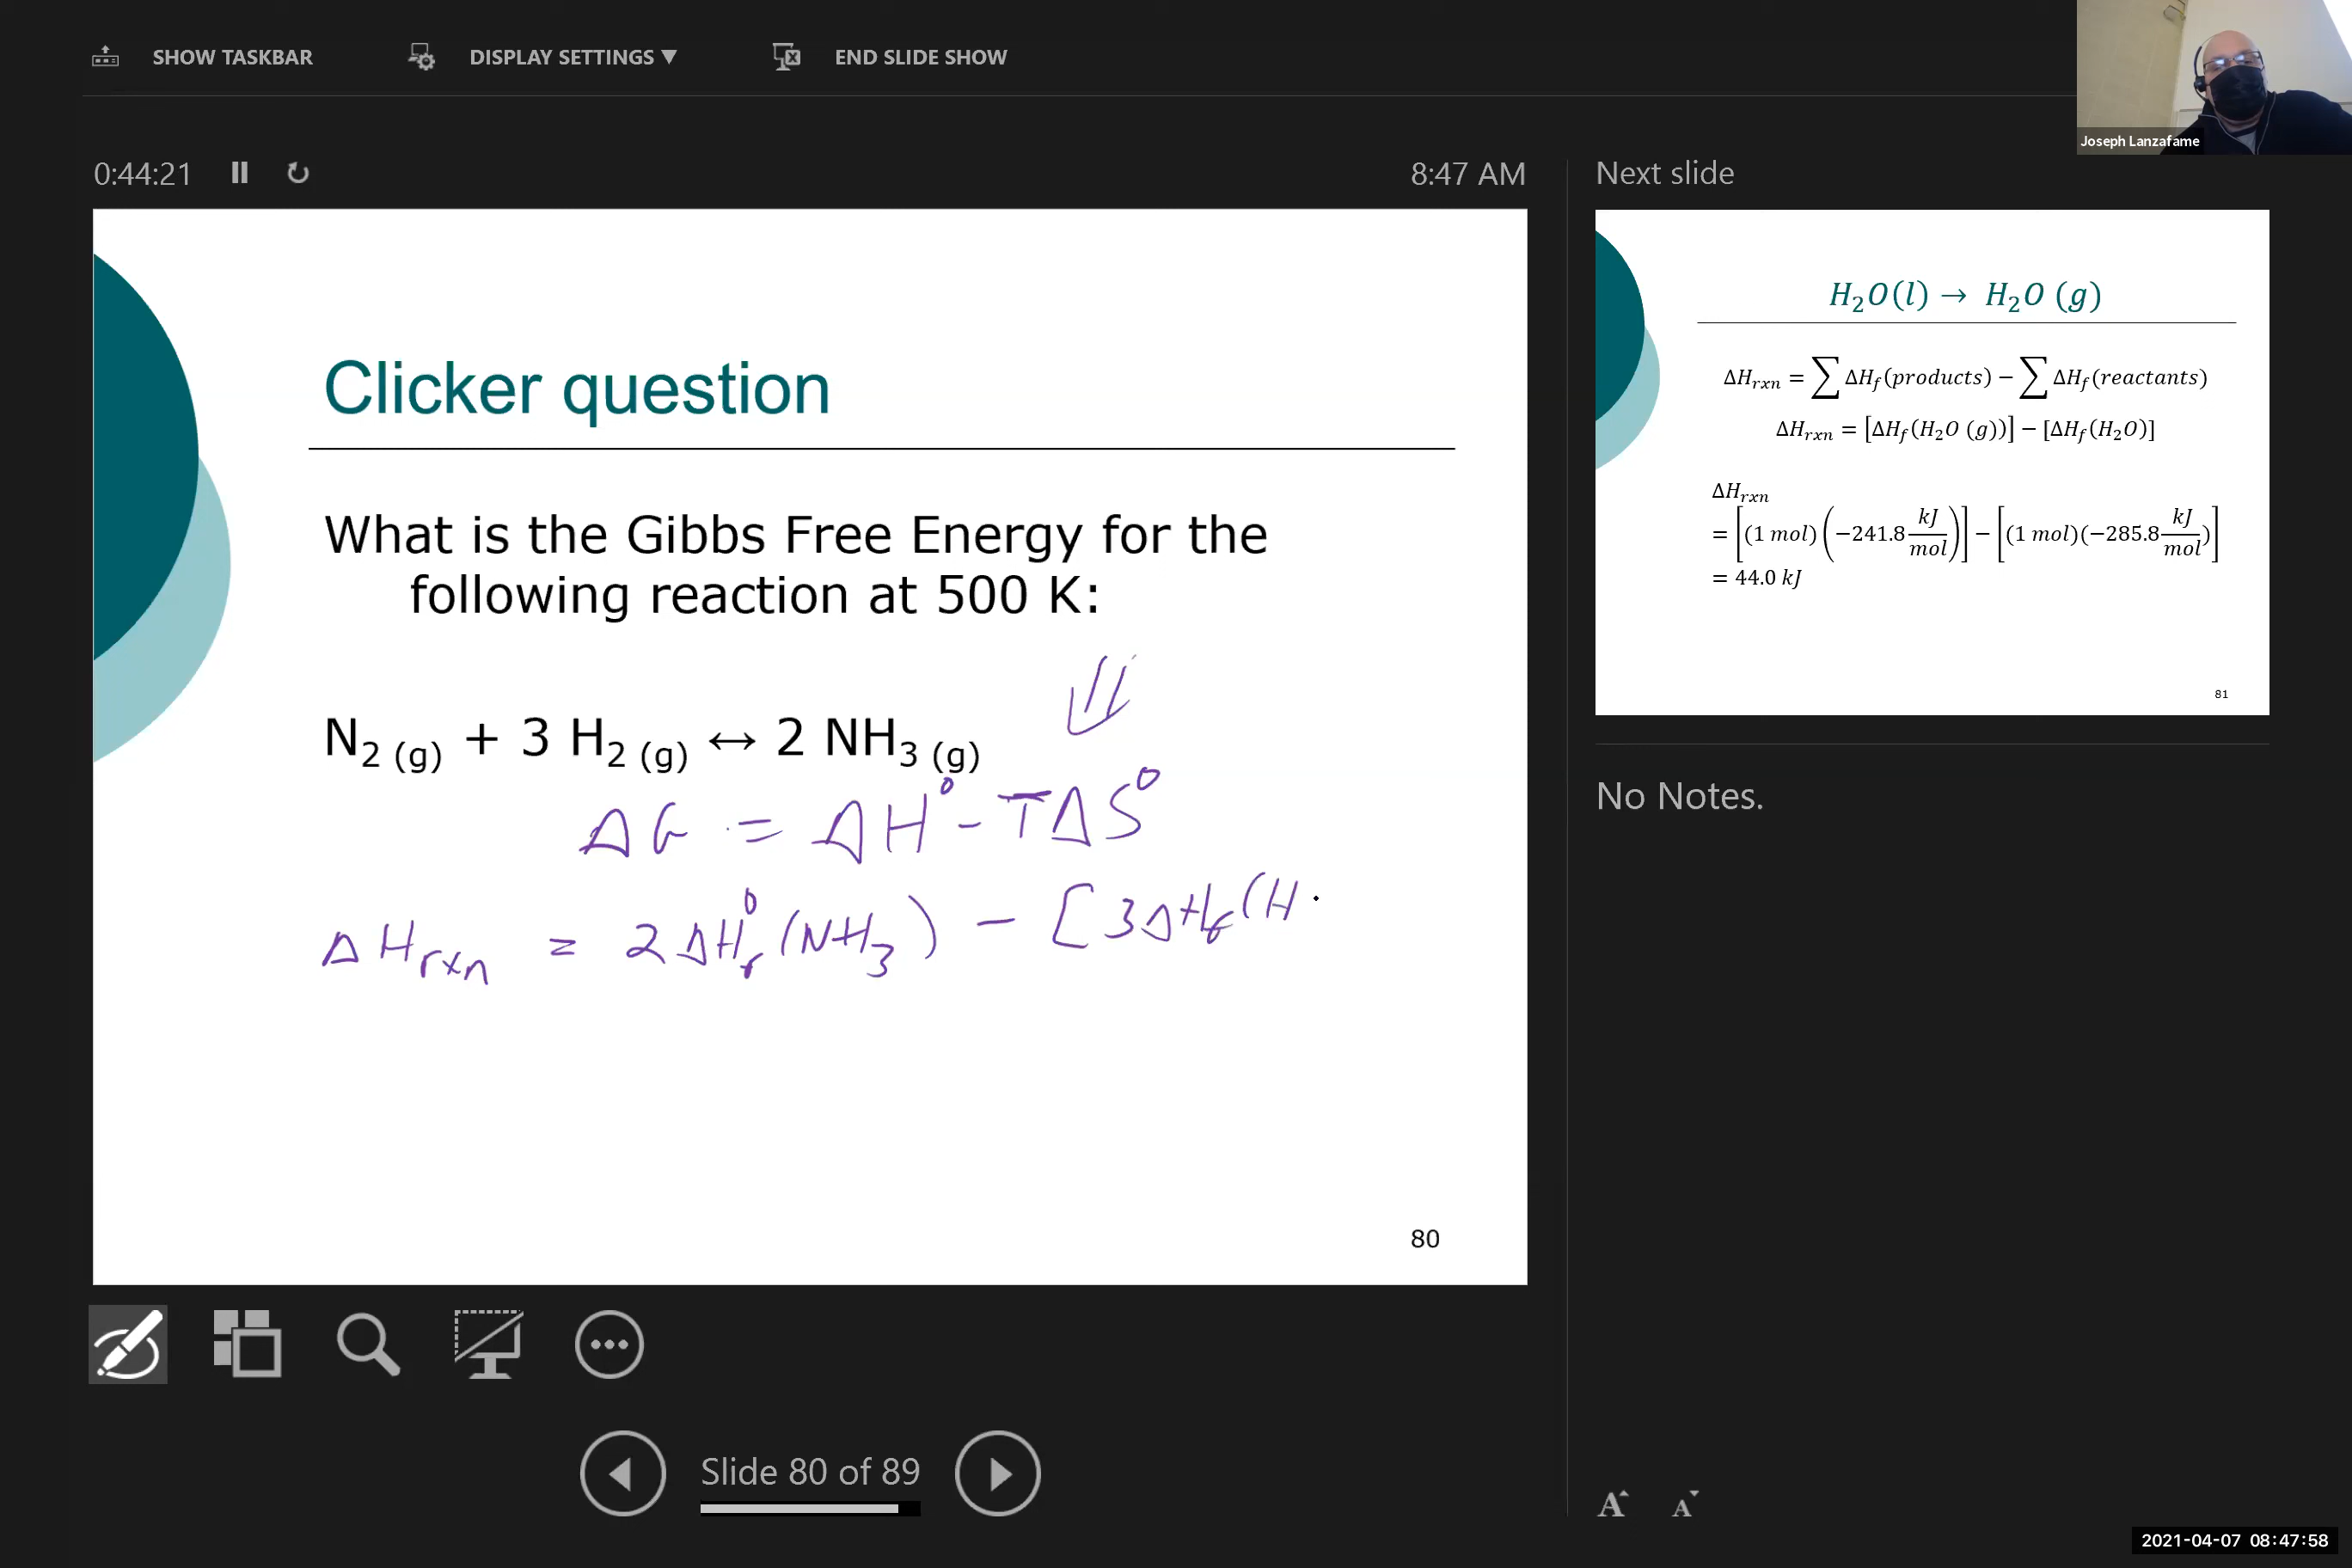 SHOW TASKBAR
DISPLAY SETTINGS ▼
END SLIDE SHOW
Joseph Lanzafame
0:44:21
8:47 AM
Clicker question
What is the Gibbs Free Energy for the
following reaction at 500 K:
N₂ (g) + 3 H₂ (g) ↔ 2 NH₃ (g)
ΔG = ΔH° - TΔS°
ΔH rxn = 2ΔH°f (NH₃) - [3ΔHf (H
80
Slide 80 of 89
Next slide
H₂O(l) → H₂O (g)
ΔHrxn = ∑ ΔHf(products) − ∑ ΔHf(reactants)
ΔHrxn = [ΔHf(H₂O (g))] − [ΔHf(H₂O)]
ΔHrxn
= [(1 mol) (−241.8 kJ/mol)] − [(1 mol)(−285.8 kJ/mol)]
= 44.0 kJ
81
No Notes.
A A
2021-04-07 08:47:58